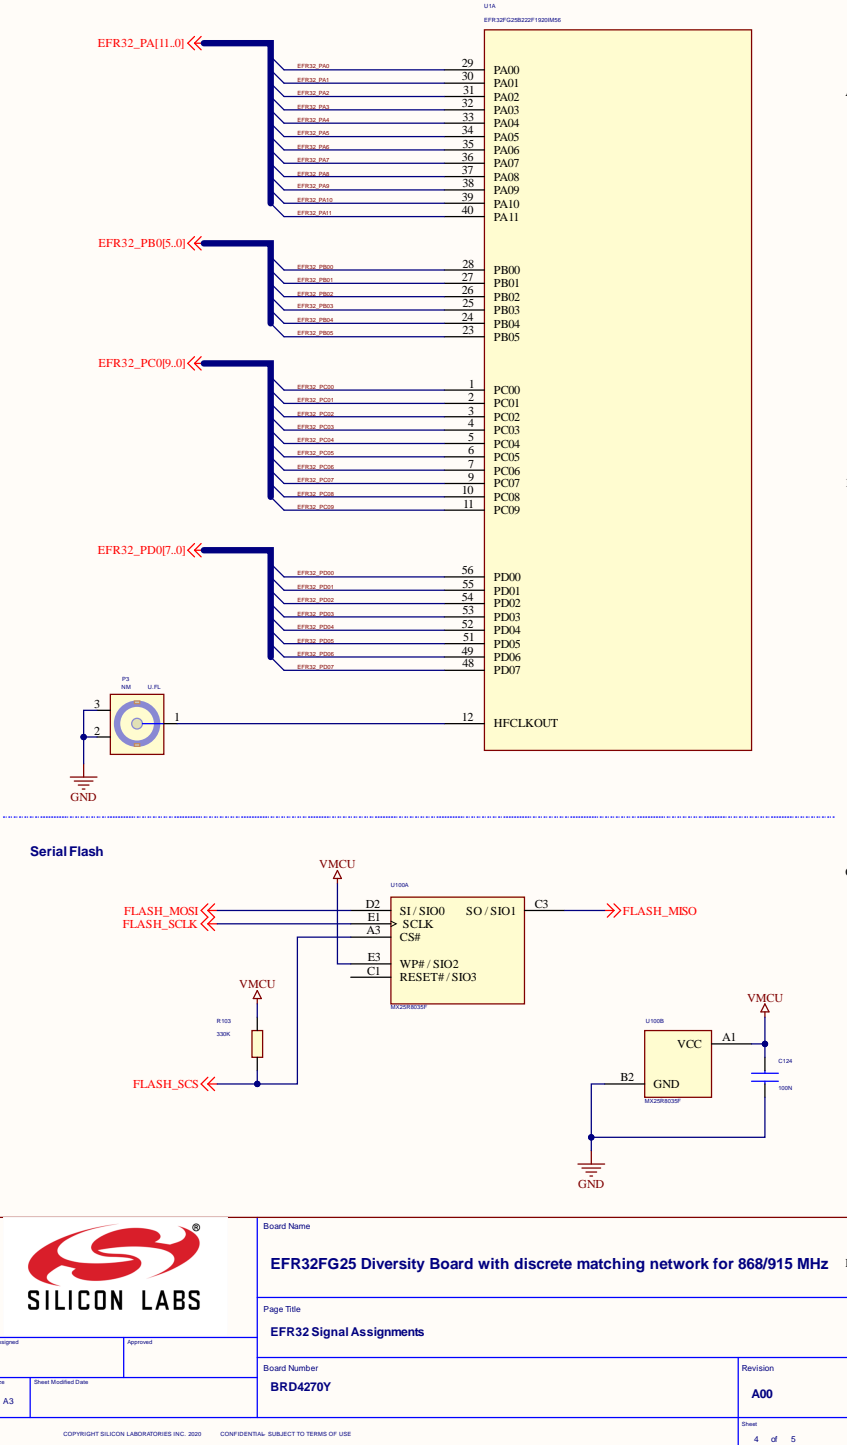 U1A
EFR32FG25B222F1920IM56
EFR32_PA[11..0]
EFR32_PA0 29 PA00
EFR32_PA1 30 PA01
EFR32_PA2 31 PA02
EFR32_PA3 32 PA03
EFR32_PA4 33 PA04
EFR32_PA5 34 PA05
EFR32_PA6 35 PA06
EFR32_PA7 36 PA07
EFR32_PA8 37 PA08
EFR32_PA9 38 PA09
EFR32_PA10 39 PA10
EFR32_PA11 40 PA11
EFR32_PB0[5..0]
EFR32_PB00 28 PB00
EFR32_PB01 27 PB01
EFR32_PB02 26 PB02
EFR32_PB03 25 PB03
EFR32_PB04 24 PB04
EFR32_PB05 23 PB05
EFR32_PC0[9..0]
EFR32_PC00 1 PC00
EFR32_PC01 2 PC01
EFR32_PC02 3 PC02
EFR32_PC03 4 PC03
EFR32_PC04 5 PC04
EFR32_PC05 6 PC05
EFR32_PC06 7 PC06
EFR32_PC07 9 PC07
EFR32_PC08 10 PC08
EFR32_PC09 11 PC09
EFR32_PD0[7..0]
EFR32_PD00 56 PD00
EFR32_PD01 55 PD01
EFR32_PD02 54 PD02
EFR32_PD03 53 PD03
EFR32_PD04 52 PD04
EFR32_PD05 51 PD05
EFR32_PD06 49 PD06
EFR32_PD07 48 PD07
P3
NM U.FL
3
1 12 HFCLKOUT
2
GND
Serial Flash
VMCU
U100A
FLASH_MOSI D2 SI / SIO0 SO / SIO1 C3 FLASH_MISO
FLASH_SCLK E1 SCLK
A3 CS#
E3 WP# / SIO2
C1 RESET# / SIO3
MX25R8035F
VMCU
R103
330K
FLASH_SCS
VMCU
U100B
VCC A1
C124
100N
B2 GND
MX25R8035F
GND
SILICON LABS ®
Board Name
EFR32FG25 Diversity Board with discrete matching network for 868/915 MHz
Page Title
EFR32 Signal Assignments
Approved
Board Number
BRD4270Y
Revision
A00
Sheet Modified Date
A3
Sheet
4 of 5
COPYRIGHT SILICON LABORATORIES INC. 2020 CONFIDENTIAL- SUBJECT TO TERMS OF USE